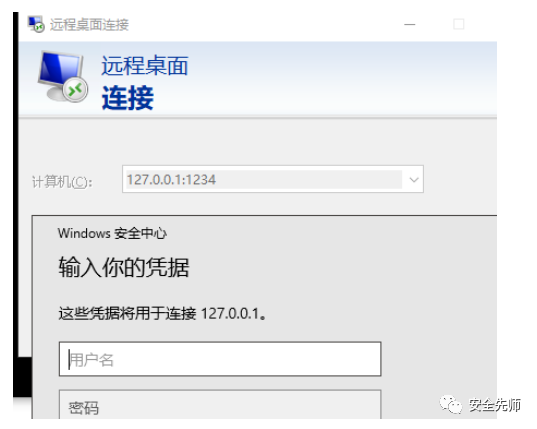 远程桌面连接
远程桌面
连接
计算机(C):
127.0.0.1:1234
Windows 安全中心
输入你的凭据
这些凭据将用于连接 127.0.0.1。
用户名
密码
安全先师